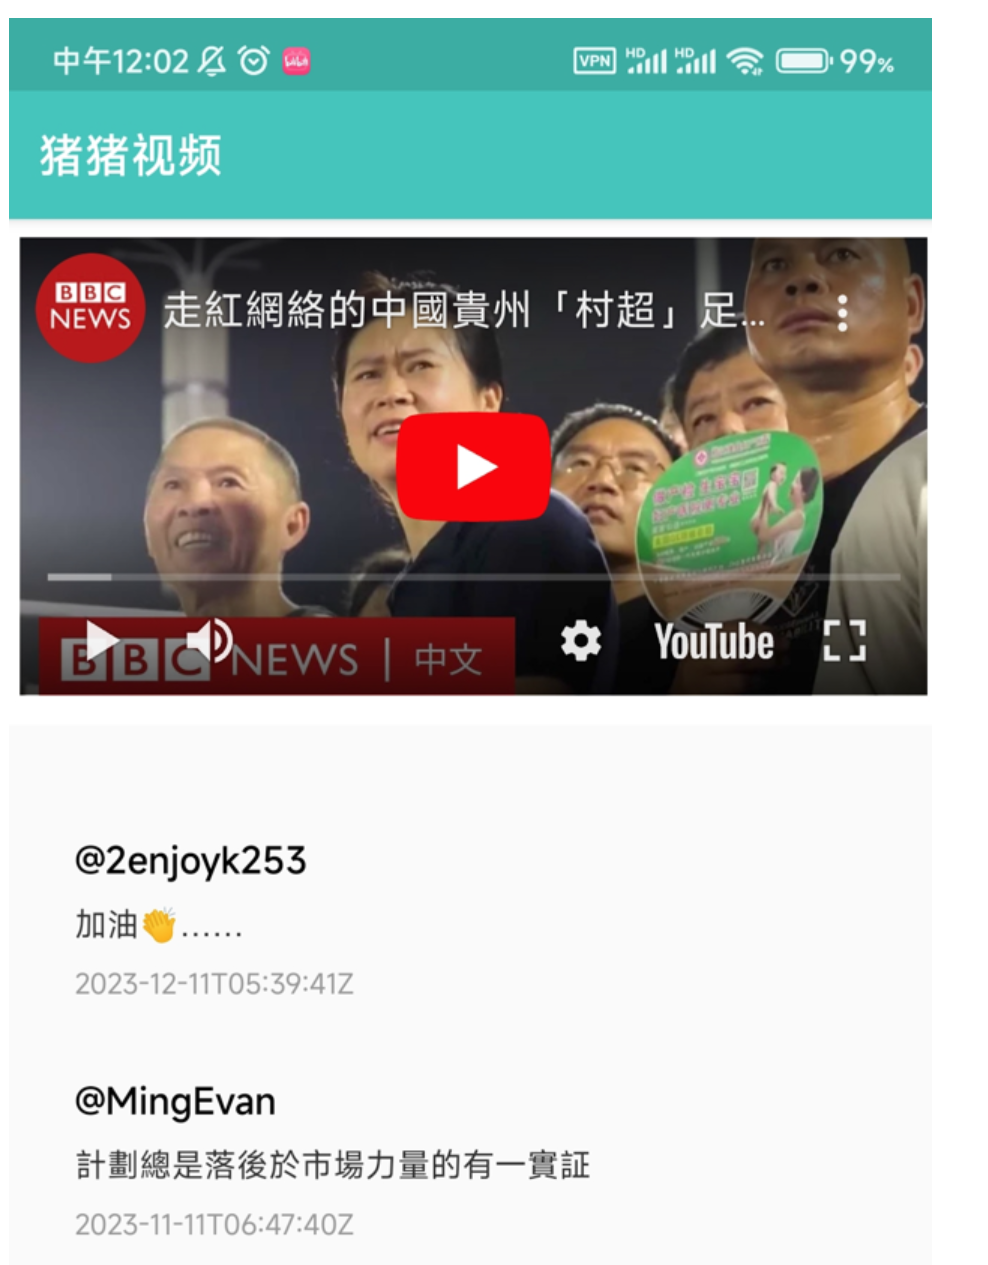 中午12:02 VPN HD HD 99%
猪猪视频
BBC
NEWS
走紅網絡的中國貴州「村超」足...
BBC NEWS | 中文
YouTube
@2enjoyk253
加油👏......
2023-12-11T05:39:41Z
@MingEvan
計劃總是落後於市場力量的有一實証
2023-11-11T06:47:40Z